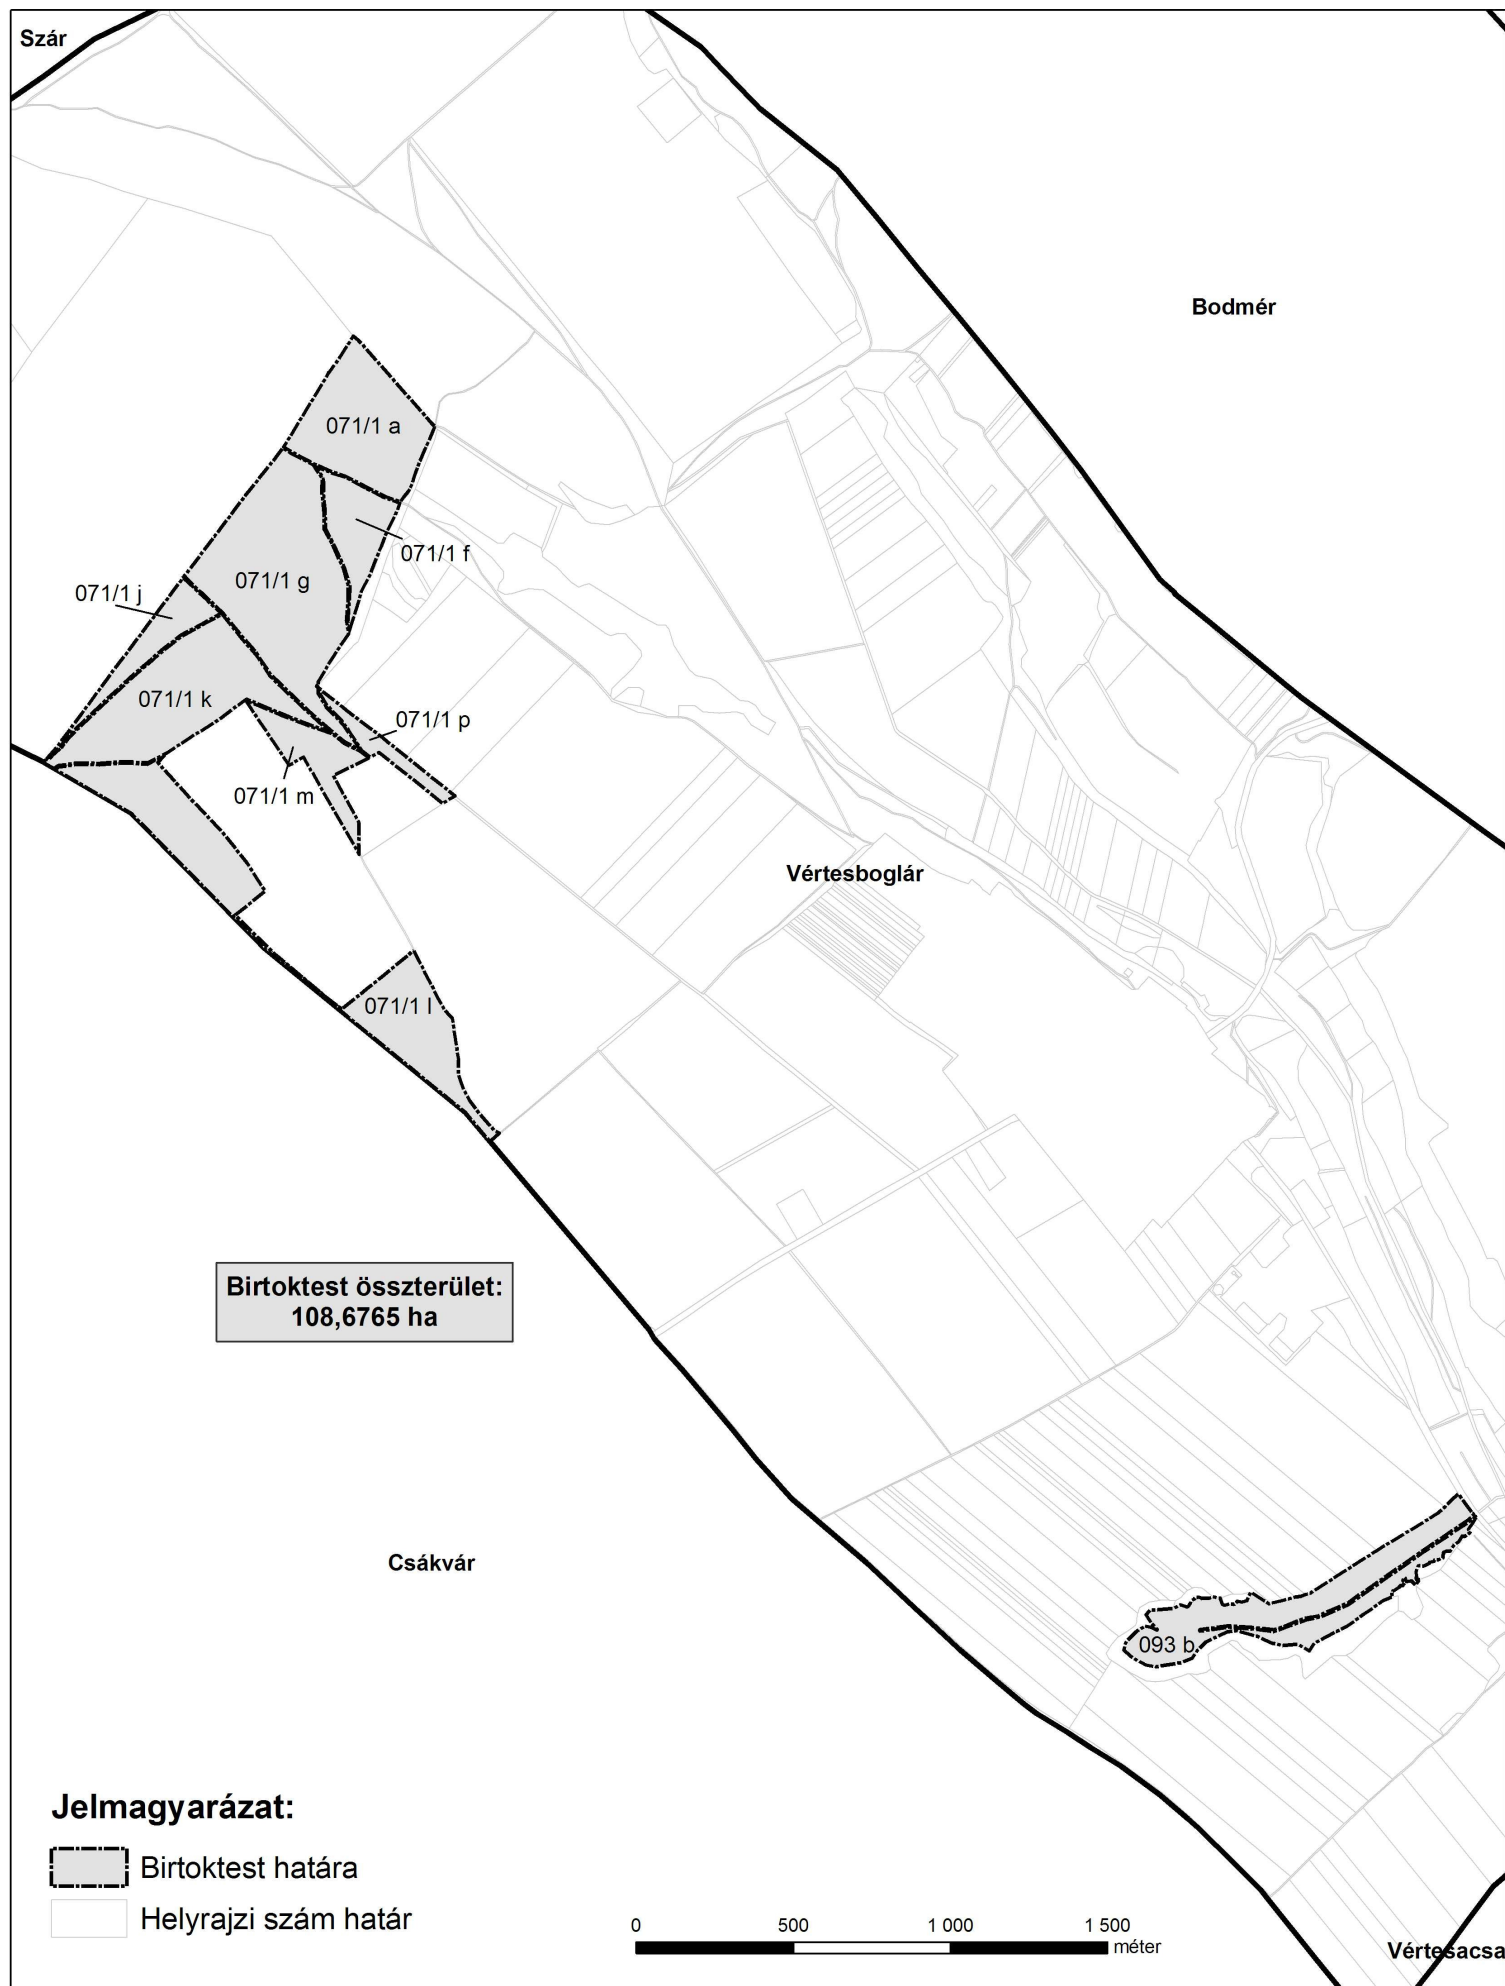 Szár
Bodmér
071/1 a
071/1 f
071/1 g
071/1 j
071/1 k
071/1 p
071/1 m
Vértesboglár
071/1 l
Birtoktest összterület:
108,6765 ha
Csákvár
093 b
Jelmagyarázat:
Birtoktest határa
Helyrajzi szám határ
0 500 1 000 1 500
méter
Vértesacsa